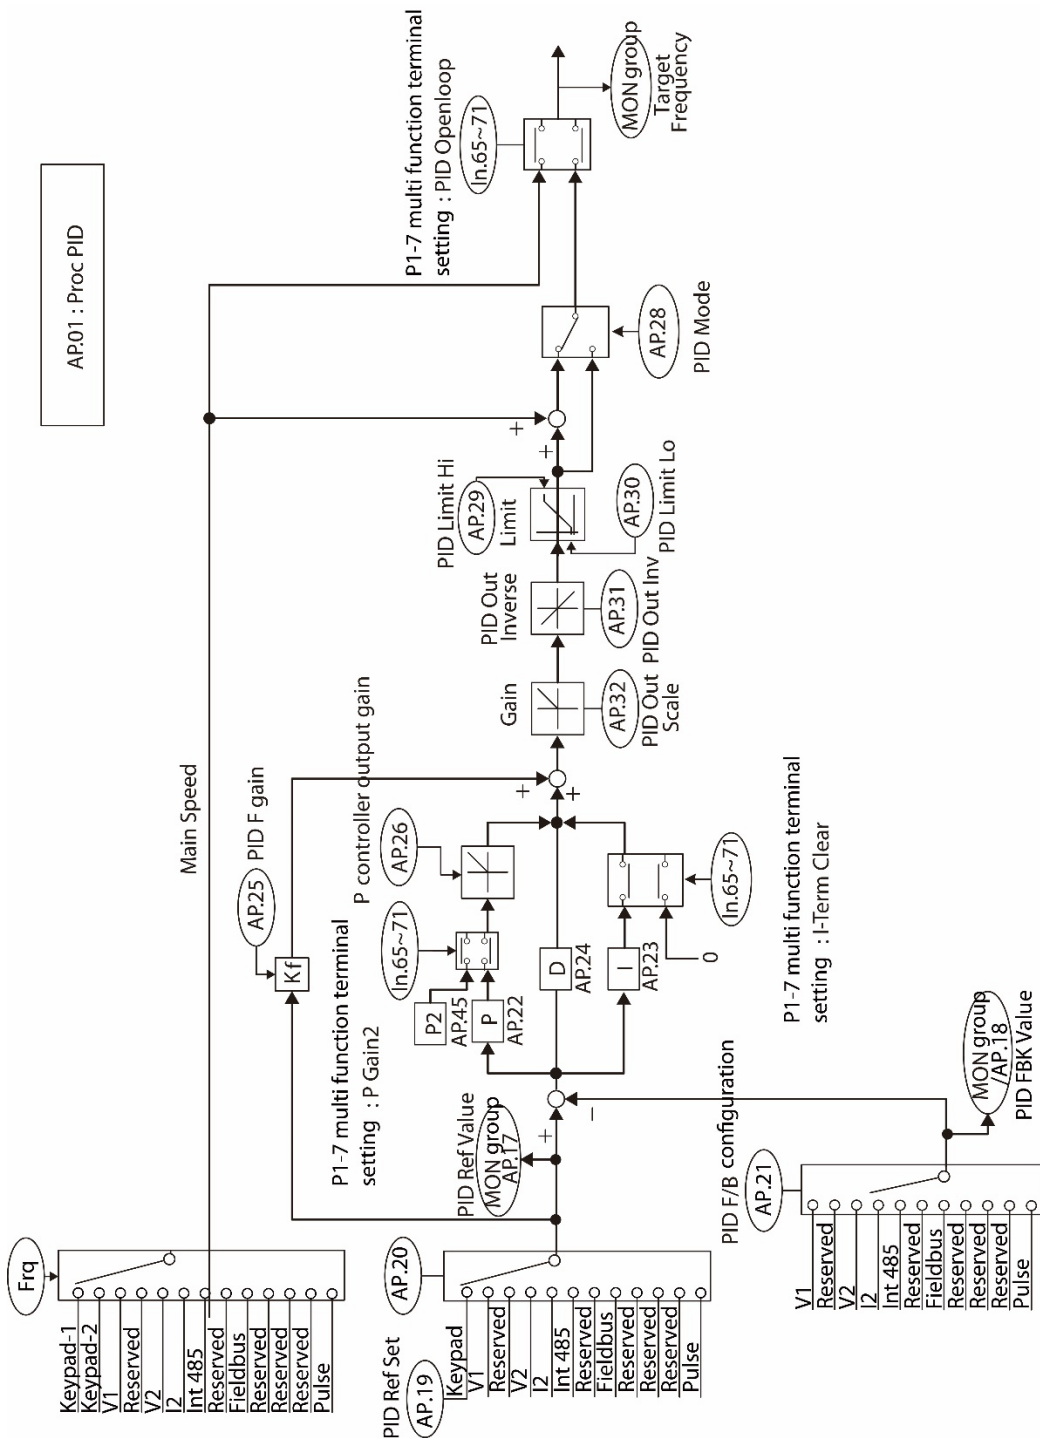 AP.01 : Proc PID
Frq
Keypad-1
Keypad-2
V1
Reserved
V2
I2
Int 485
Reserved
Fieldbus
Reserved
Reserved
Reserved
Pulse
Main Speed
AP.25
PID F gain
Kf
P1-7 multi function terminal
setting : P Gain2
In.65~71
P2
AP.45
P
AP.22
D
AP.24
I
AP.23
0
AP.26
P controller output gain
In.65~71
P1-7 multi function terminal
setting : I-Term Clear
PID Ref Set
AP.19
AP.20
Keypad
V1
Reserved
V2
I2
Int 485
Reserved
Fieldbus
Reserved
Reserved
Reserved
Pulse
PID Ref Value
MON group
AP.17
+
−
PID F/B configuration
AP.21
V1
Reserved
V2
I2
Int 485
Reserved
Fieldbus
Reserved
Reserved
Reserved
Pulse
MON group
/AP.18
PID FBK Value
+
+
Gain
AP.32
PID Out
Scale
PID Out
Inverse
AP.31
PID Out Inv
PID Limit Hi
AP.29
Limit
AP.30
PID Limit Lo
+
+
AP.28
PID Mode
P1-7 multi function terminal
setting : PID Openloop
In.65~71
MON group
Target
Frequency